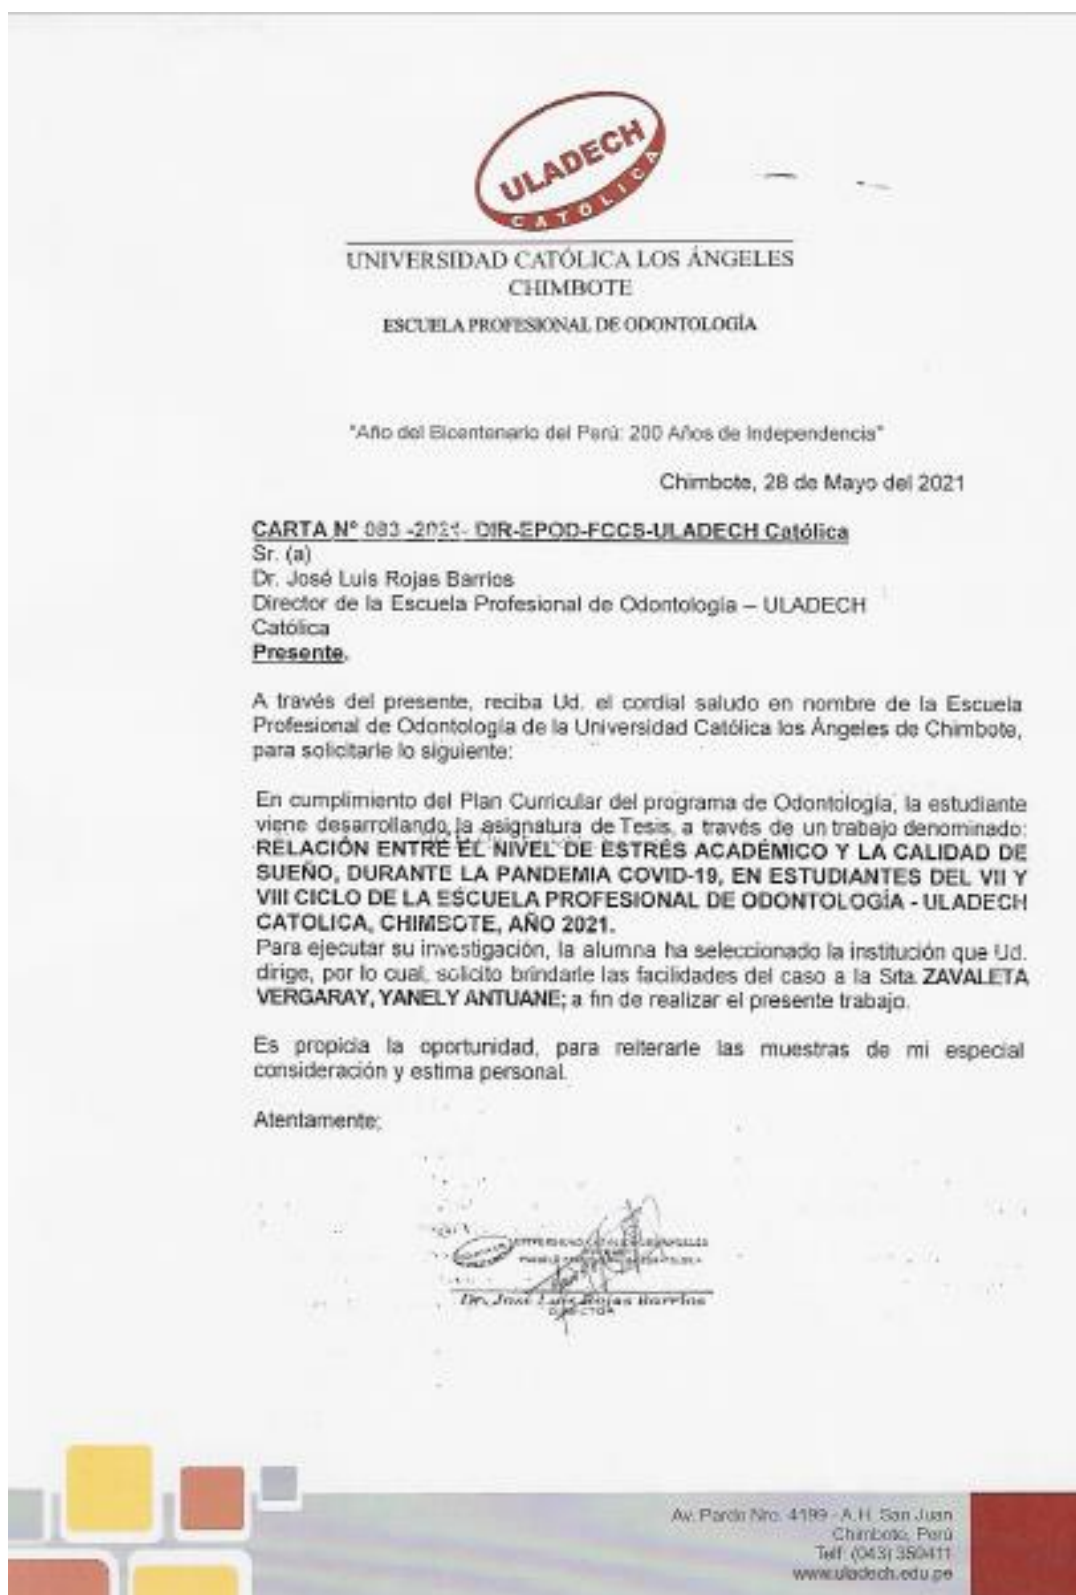 ULADECH
CATÓLICA
UNIVERSIDAD CATÓLICA LOS ÁNGELES
CHIMBOTE
ESCUELA PROFESIONAL DE ODONTOLOGÍA
"Año del Bicentenario del Perú: 200 Años de Independencia"
Chimbote, 28 de Mayo del 2021
CARTA N° 083 -2021- DIR-EPOD-FCCS-ULADECH Católica
Sr. (a)
Dr. José Luis Rojas Barrios
Director de la Escuela Profesional de Odontología – ULADECH
Católica
Presente.
A través del presente, reciba Ud. el cordial saludo en nombre de la Escuela
Profesional de Odontología de la Universidad Católica los Ángeles de Chimbote,
para solicitarle lo siguiente:
En cumplimiento del Plan Curricular del programa de Odontología, la estudiante
viene desarrollando la asignatura de Tesis, a través de un trabajo denominado:
RELACIÓN ENTRE EL NIVEL DE ESTRÉS ACADÉMICO Y LA CALIDAD DE
SUEÑO, DURANTE LA PANDEMIA COVID-19, EN ESTUDIANTES DEL VII Y
VIII CICLO DE LA ESCUELA PROFESIONAL DE ODONTOLOGÍA - ULADECH
CATOLICA, CHIMBOTE, AÑO 2021.
Para ejecutar su investigación, la alumna ha seleccionado la institución que Ud.
dirige, por lo cual, solicito brindarle las facilidades del caso a la Srta. ZAVALETA
VERGARAY, YANELY ANTUANE; a fin de realizar el presente trabajo.
Es propicia la oportunidad, para reiterarle las muestras de mi especial
consideración y estima personal.
Atentamente;
UNIVERSIDAD CATÓLICA LOS ÁNGELES
Dr. José Luis Rojas Barrios
DIRECTOR
Av. Pardo Nro. 4199 - A.H. San Juan
Chimbote, Perú
Telf: (043) 350411
www.uladech.edu.pe